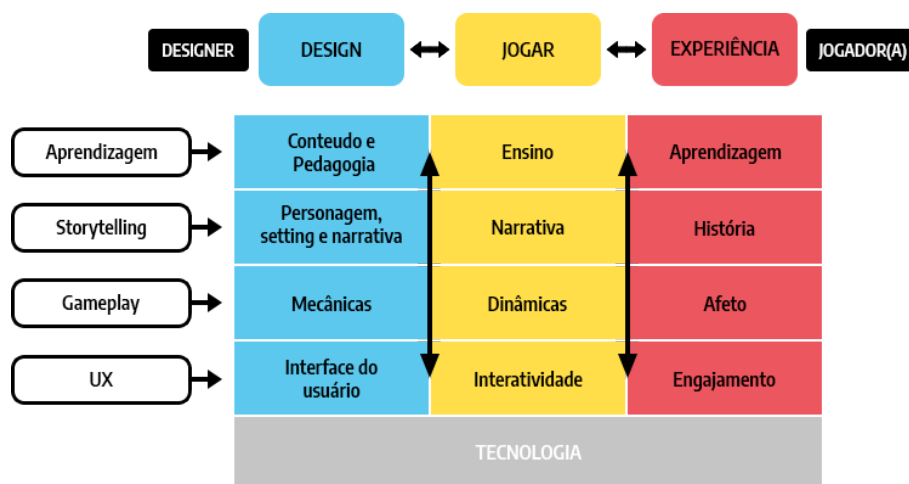 DESIGNER
DESIGN
JOGAR
EXPERIÊNCIA
JOGADOR(A)
Aprendizagem
Conteudo e
Pedagogia
Ensino
Aprendizagem
Storytelling
Personagem,
setting e narrativa
Narrativa
História
Gameplay
Mecânicas
Dinâmicas
Afeto
UX
Interface do
usuário
Interatividade
Engajamento
TECNOLOGIA